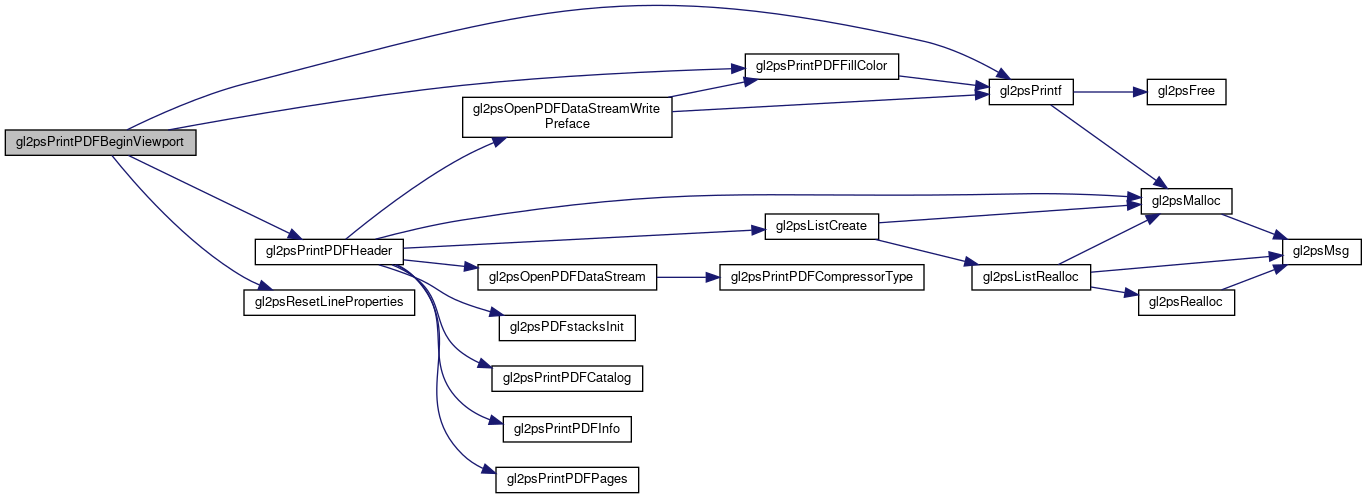 gl2psPrintPDFBeginViewport
gl2psPrintPDFHeader
gl2psResetLineProperties
gl2psOpenPDFDataStreamWrite
Preface
gl2psOpenPDFDataStream
gl2psPDFstacksInit
gl2psPrintPDFCatalog
gl2psPrintPDFInfo
gl2psPrintPDFPages
gl2psPrintPDFFillColor
gl2psListCreate
gl2psPrintPDFCompressorType
gl2psPrintf
gl2psListRealloc
gl2psFree
gl2psMalloc
gl2psRealloc
gl2psMsg